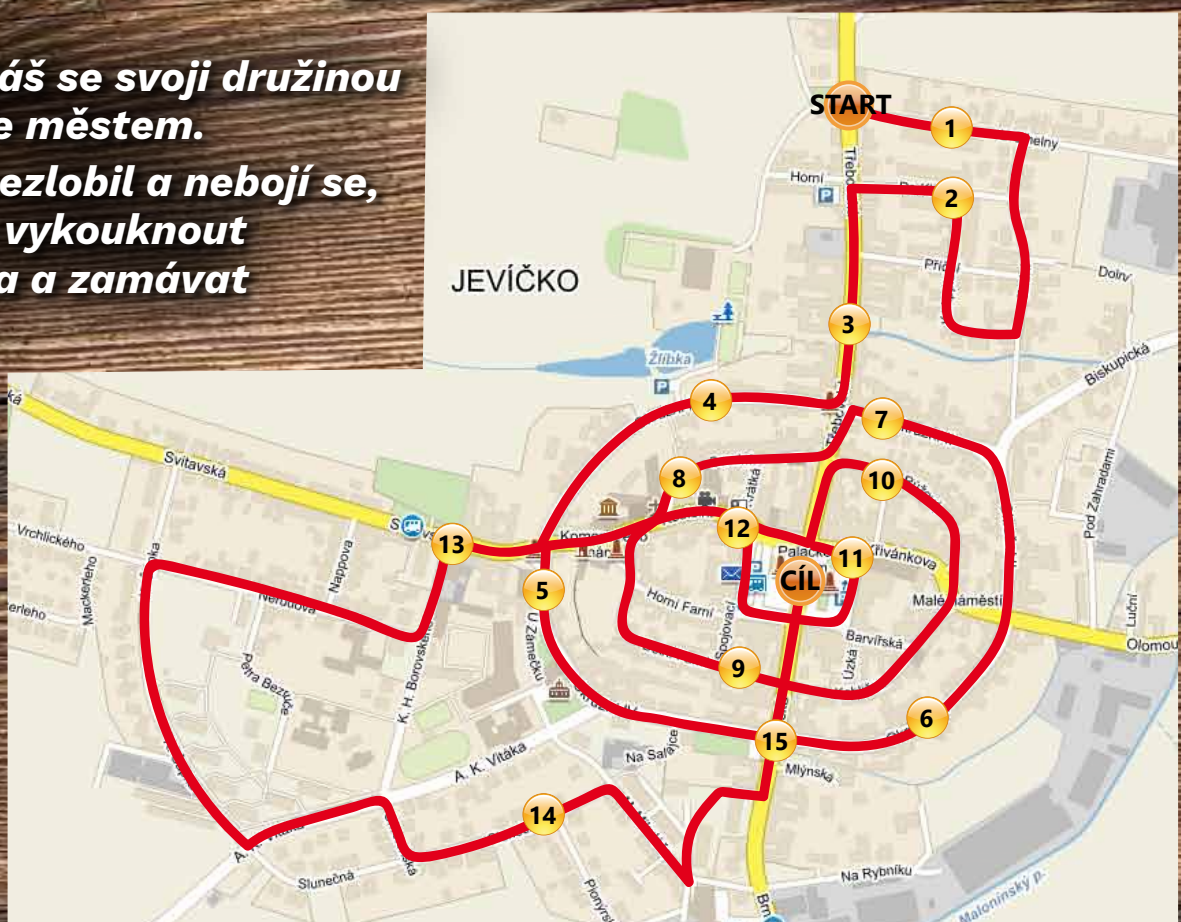 áš se svoji družinou
e městem.
ezlobil a nebojí se,
vykouknout
a a zamávat
START
1
Horní
P
2
Dolní
JEVÍČKO
3
Žlíbka
P
Biskupická
4
7
Svitavská
8
10
Pod Zahradami
Vrchlického
13
12
11
Křivánkova
Mackerleho
Nappova
Nerudova
CÍL
5
Horní Farní
Malé náměstí
Luční
U Zámečku
Spojovací
Barvířská
Úzká
Petra Bezruče
K. H. Borovského
9
6
15
A. K. Vitáka
Na Salajce
Mlýnská
14
Slunečná
Na Rybníku
Malonínský p.